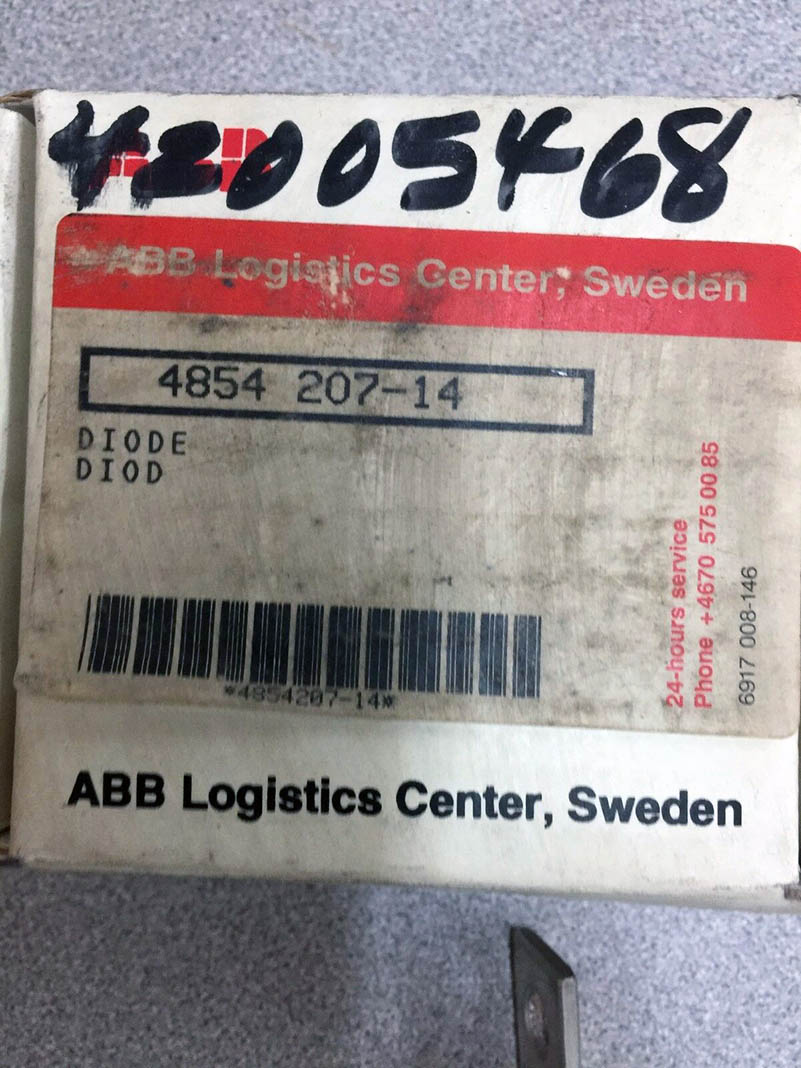 42005468
ABB Logistics Center, Sweden
4854 207-14
DIODE
DIOD
*4854207-14*
24-hours service
Phone +4670 575 00 85
6917 008-146
ABB Logistics Center, Sweden